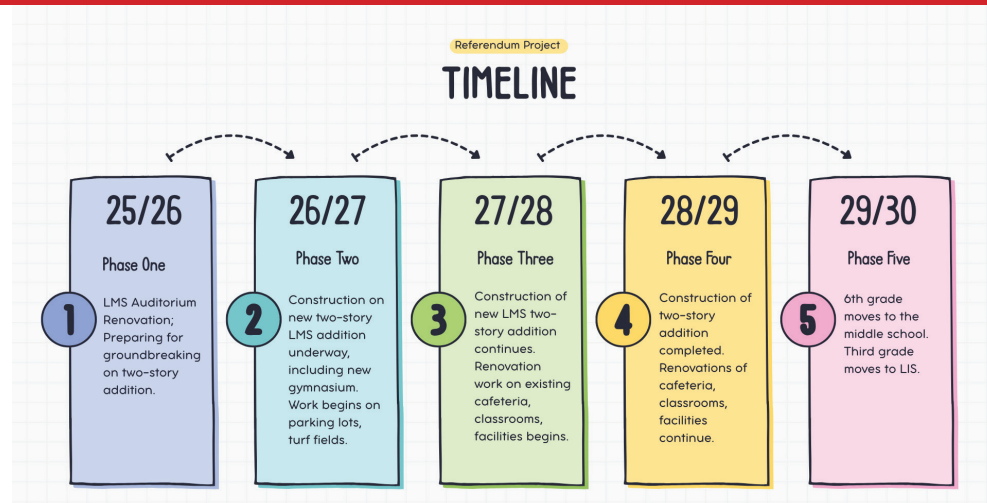 Referendum Project
TIMELINE
25/26
Phase One
1
LMS Auditorium
Renovation;
Preparing for
groundbreaking
on two-story
addition.
26/27
Phase Two
2
Construction on
new two-story
LMS addition
underway,
including new
gymnasium.
Work begins on
parking lots,
turf fields.
27/28
Phase Three
3
Construction of
new LMS two-
story addition
continues.
Renovation
work on existing
cafeteria,
classrooms,
facilities begins.
28/29
Phase Four
4
Construction of
two-story
addition
completed.
Renovations of
cafeteria,
classrooms,
facilities
continue.
29/30
Phase Five
5
6th grade
moves to the
middle school.
Third grade
moves to LIS.